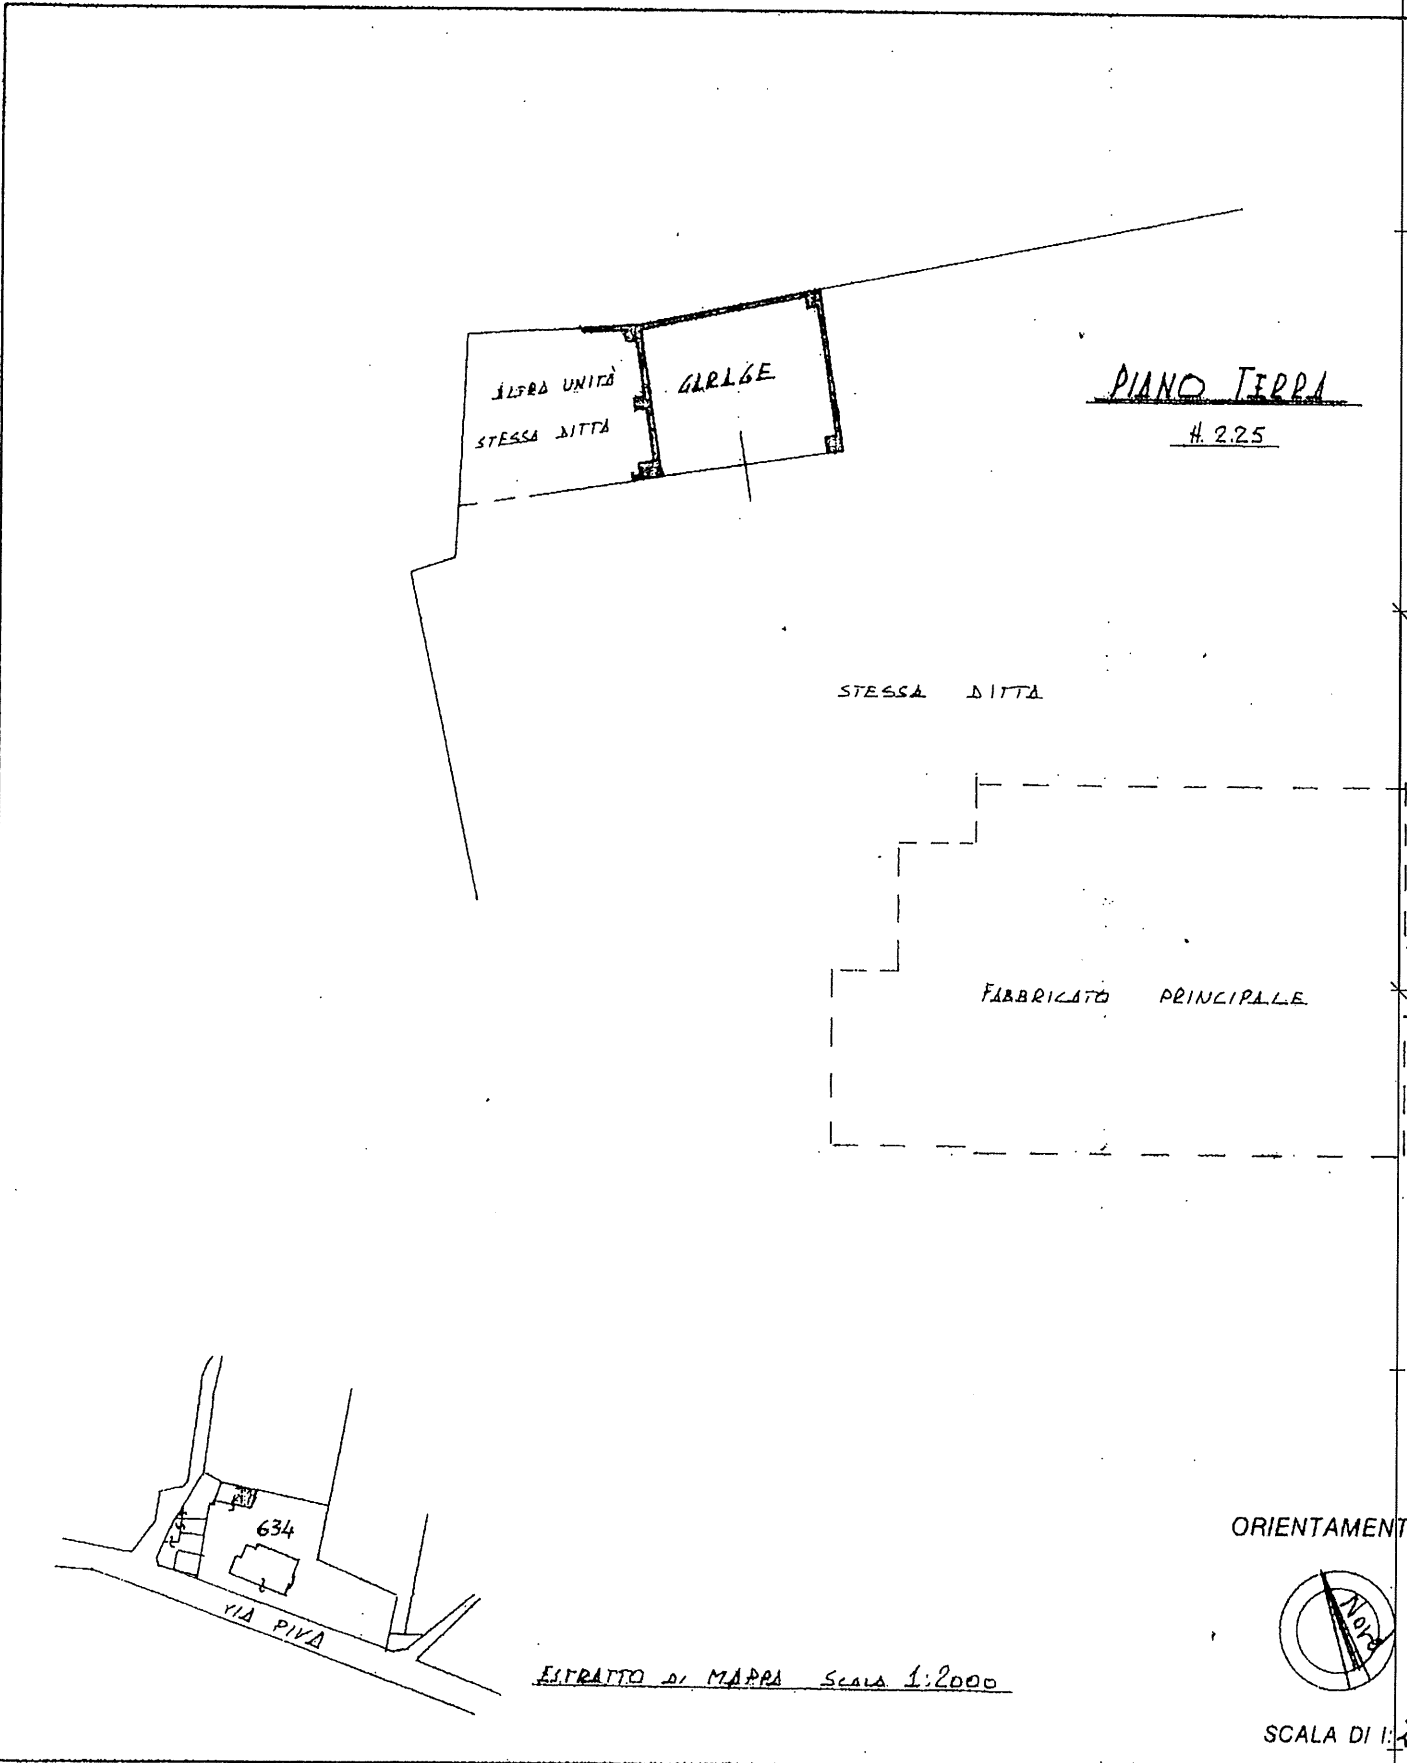 PIANO TERRA
H. 2.25
ALTRA UNITÀ
STESSA DITTA
GARAGE
STESSA DITTA
FABBRICATO PRINCIPALE
634
VIA PIVA
ESTRATTO DI MAPPA SCALA 1:2000
ORIENTAMENT
Nord
SCALA DI 1: